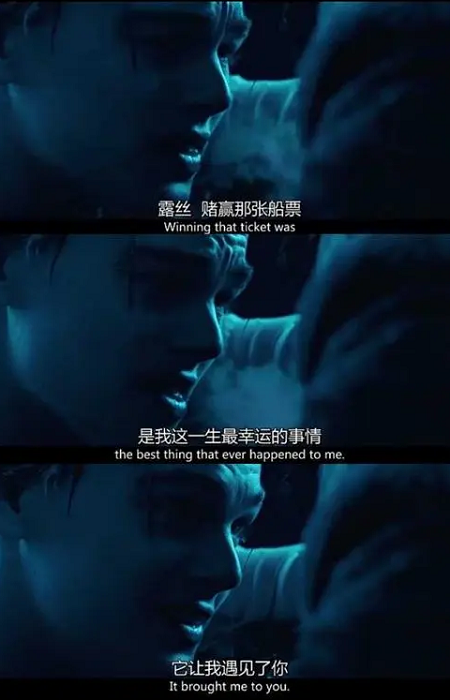 露丝 赌赢那张船票
Winning that ticket was
是我这一生最幸运的事情
the best thing that ever happened to me.
它让我遇见了你
It brought me to you.